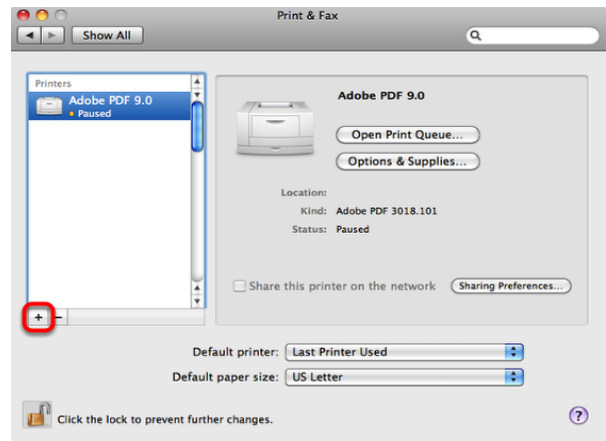 Print & Fax
Show All
Printers
Adobe PDF 9.0
Paused
Adobe PDF 9.0
Open Print Queue...
Options & Supplies...
Location:
Kind: Adobe PDF 3018.101
Status: Paused
Share this printer on the network
Sharing Preferences...
+ −
Default printer: Last Printer Used
Default paper size: US Letter
Click the lock to prevent further changes.
?